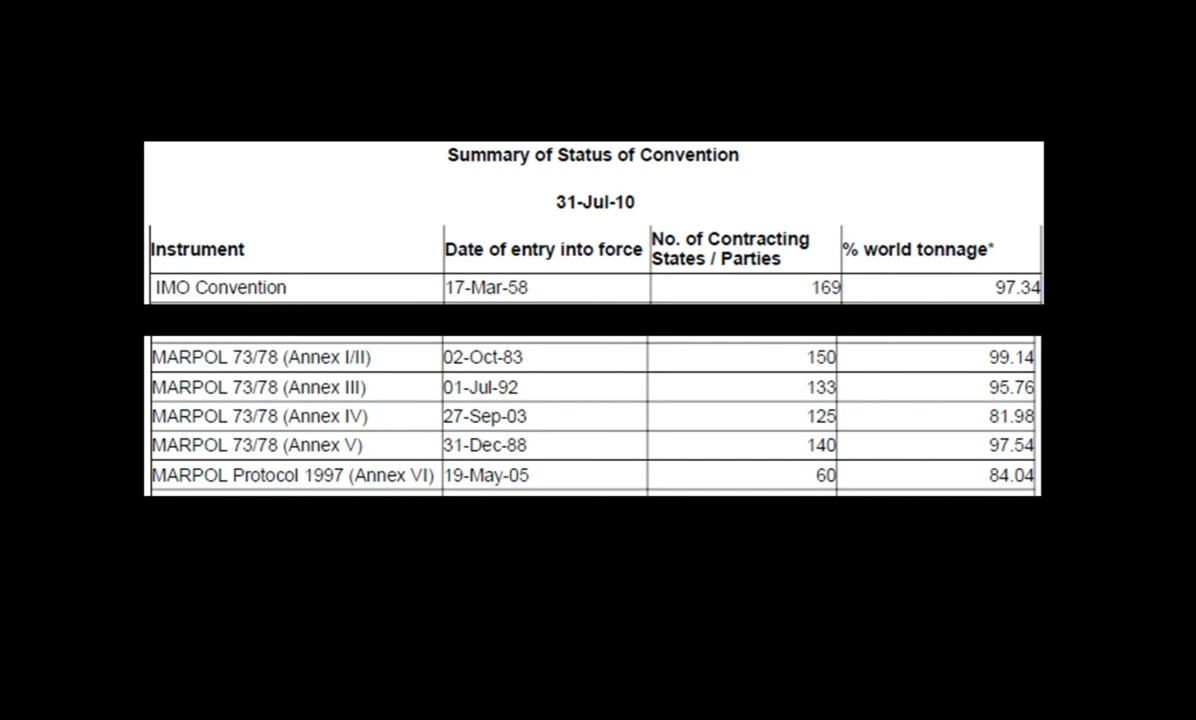 Summary of Status of Convention
31-Jul-10
Instrument Date of entry into force No. of Contracting States / Parties % world tonnage*
IMO Convention 17-Mar-58 169 97.34
MARPOL 73/78 (Annex I/II) 02-Oct-83 150 99.14
MARPOL 73/78 (Annex III) 01-Jul-92 133 95.76
MARPOL 73/78 (Annex IV) 27-Sep-03 125 81.98
MARPOL 73/78 (Annex V) 31-Dec-88 140 97.54
MARPOL Protocol 1997 (Annex VI) 19-May-05 60 84.04